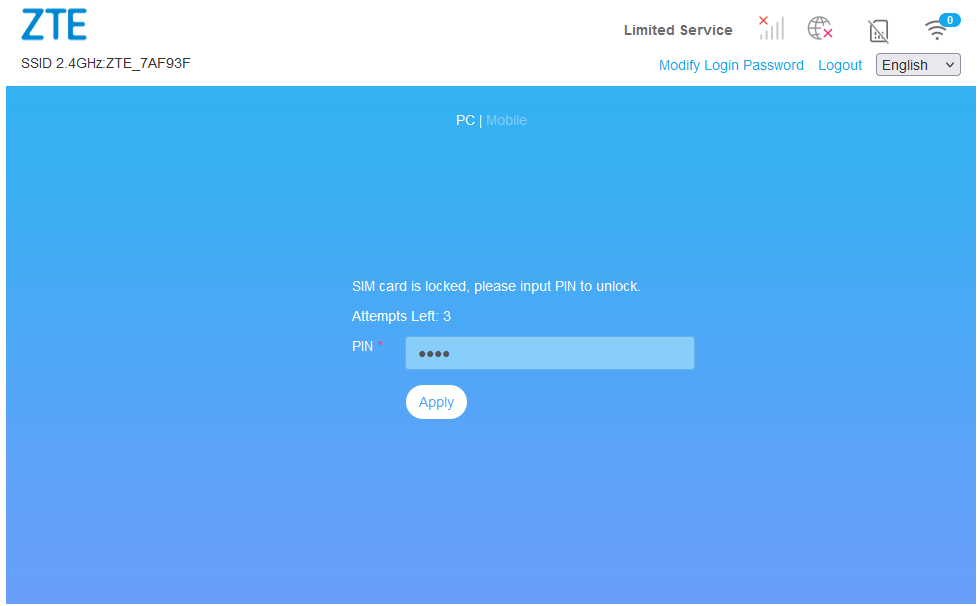 ZTE
Limited Service
0
SSID 2.4GHz:ZTE_7AF93F
Modify Login Password Logout English
PC | Mobile
SIM card is locked, please input PIN to unlock.
Attempts Left: 3
PIN * ••••
Apply